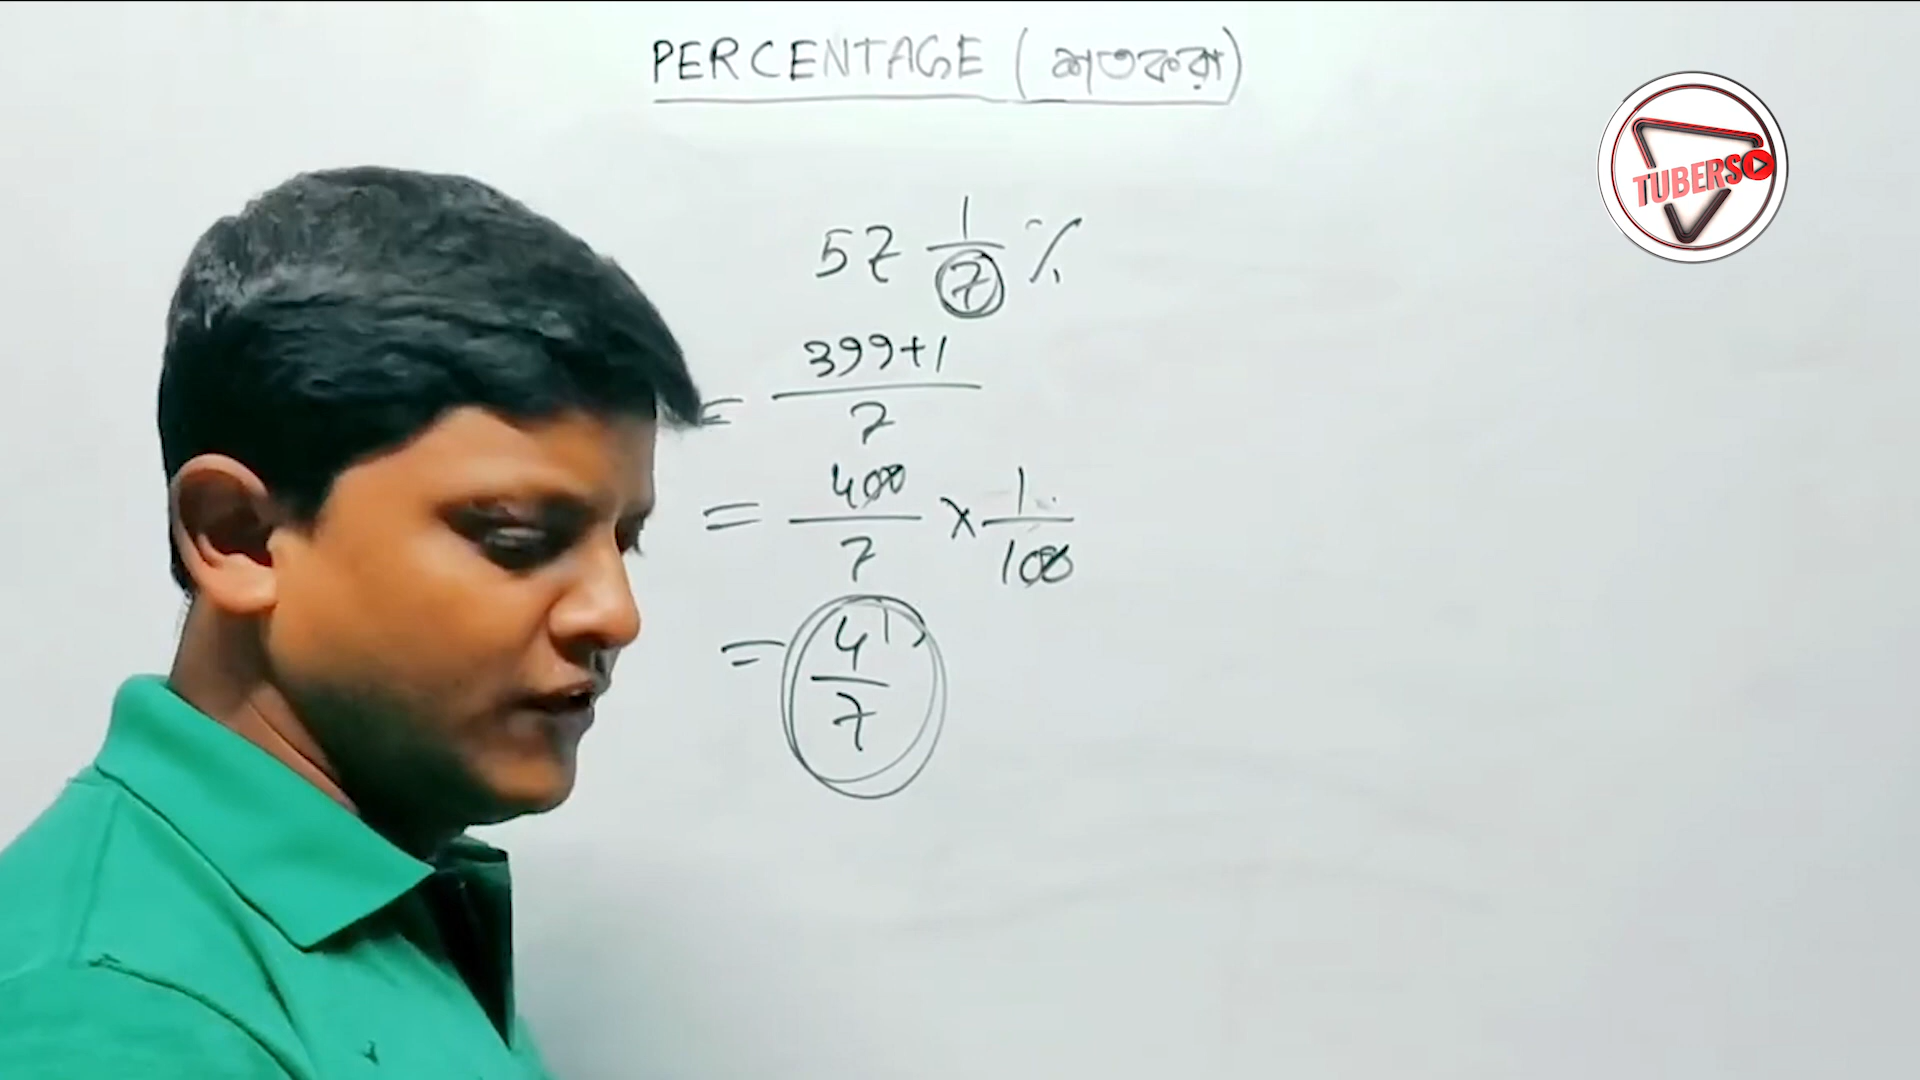 PERCENTAGE (শতকরা)
TUBERS
57 1/7 %
= 399+1/7
= 400/7 × 1/100
= 4/7